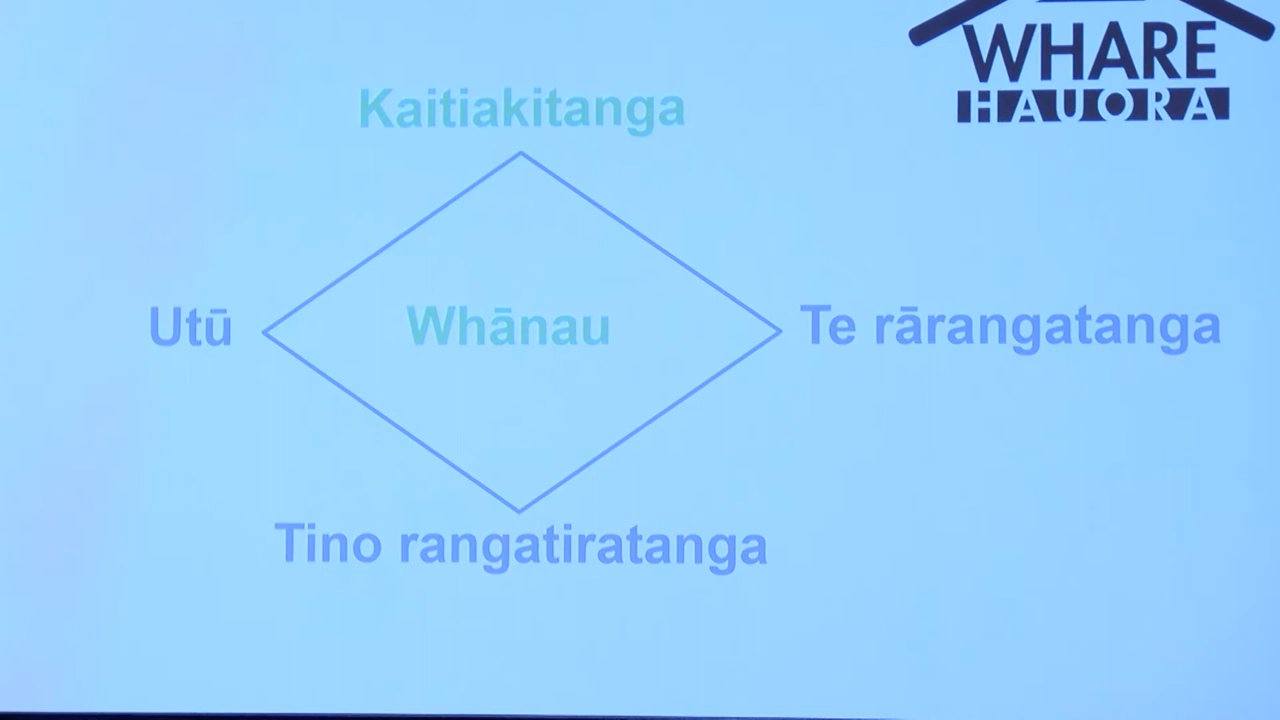 WHARE
HAUORA
Kaitiakitanga
Utū
Whānau
Te rārangatanga
Tino rangatiratanga